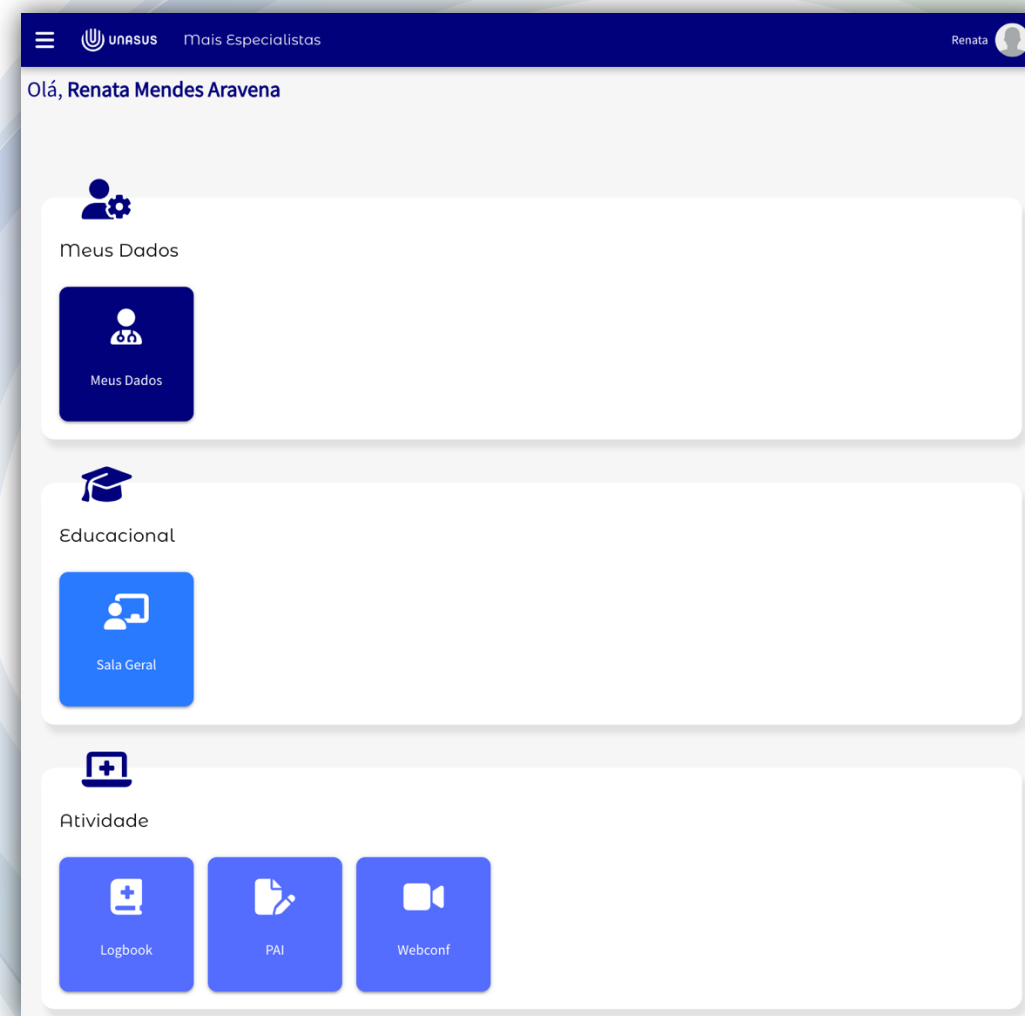 UNASUS Mais Especialistas Renata
Olá, Renata Mendes Aravena
Meus Dados
Meus Dados
Educacional
Sala Geral
Atividade
Logbook PAI Webconf